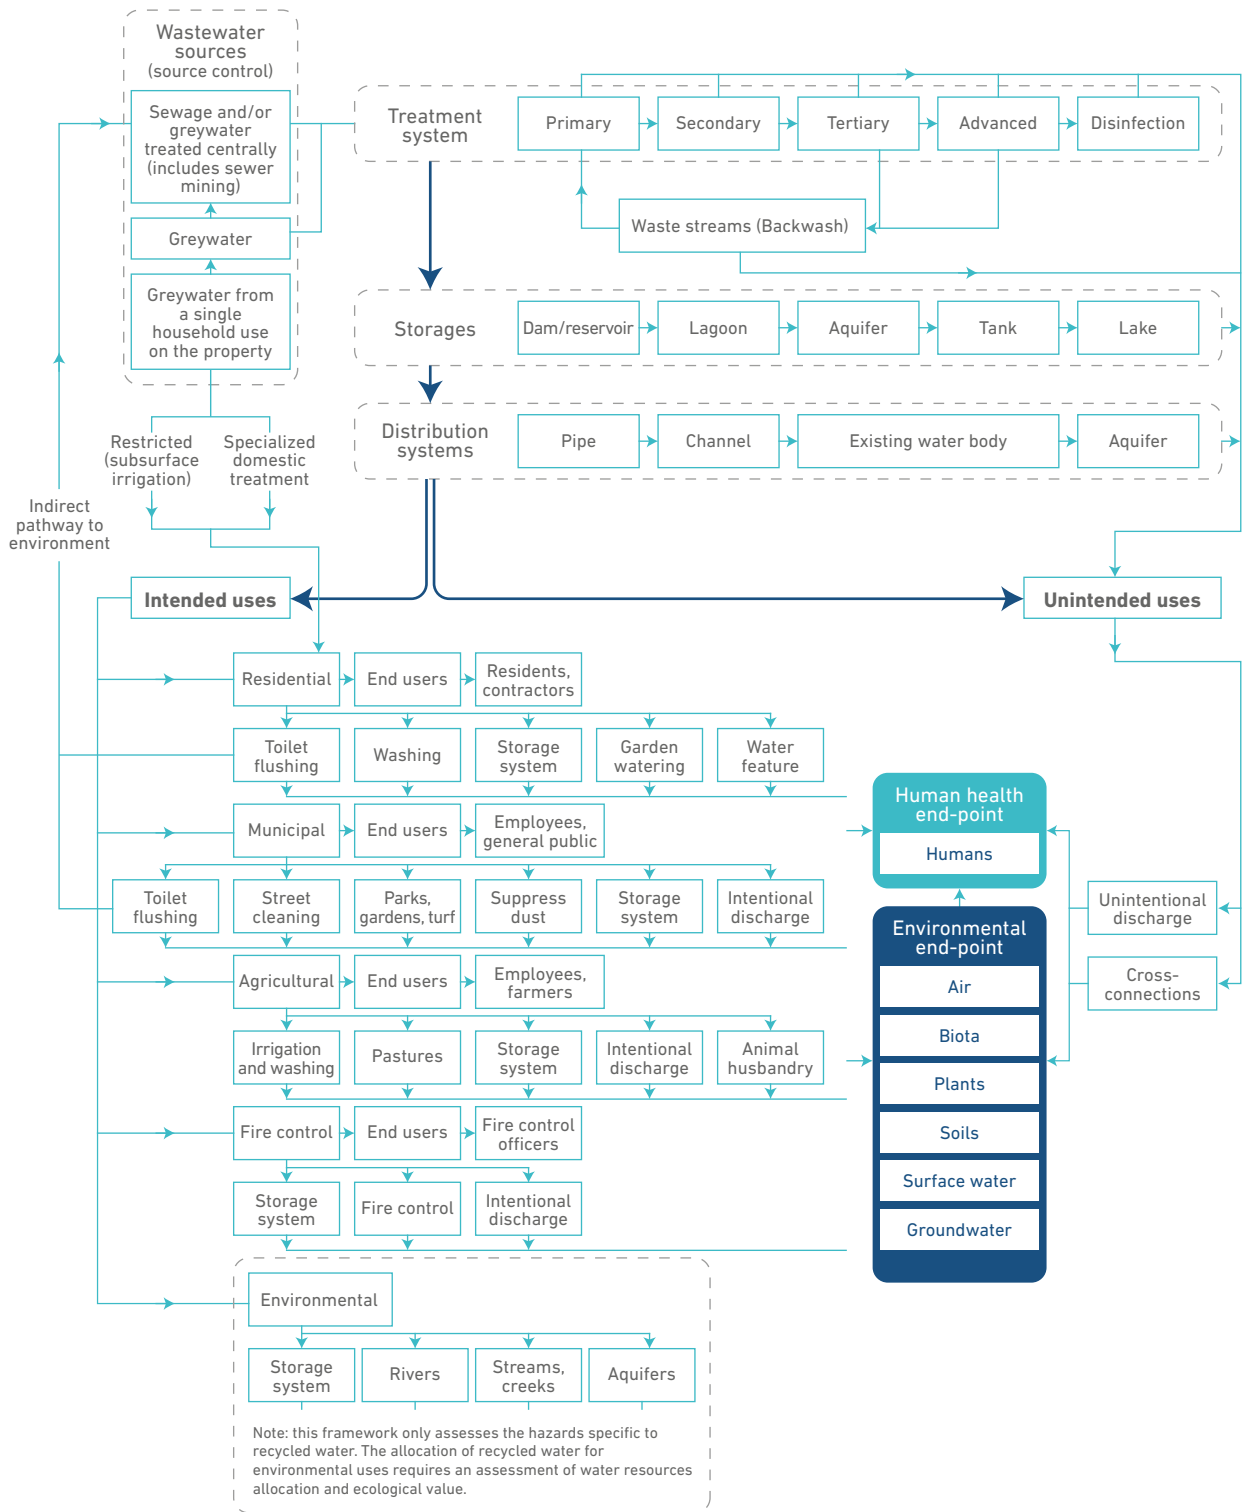 Wastewater
sources
(source control)
Sewage and/or
greywater
treated centrally
(includes sewer
mining)
Greywater
Greywater from
a single
household use
on the property
Treatment
system
Primary
Secondary
Tertiary
Advanced
Disinfection
Waste streams (Backwash)
Storages
Dam/reservoir
Lagoon
Aquifer
Tank
Lake
Distribution
systems
Pipe
Channel
Existing water body
Aquifer
Restricted
(subsurface
irrigation)
Specialized
domestic
treatment
Indirect
pathway to
environment
Intended uses
Unintended uses
Residential
End users
Residents,
contractors
Toilet
flushing
Washing
Storage
system
Garden
watering
Water
feature
Municipal
End users
Employees,
general public
Toilet
flushing
Street
cleaning
Parks,
gardens, turf
Suppress
dust
Storage
system
Intentional
discharge
Agricultural
End users
Employees,
farmers
Irrigation
and washing
Pastures
Storage
system
Intentional
discharge
Animal
husbandry
Fire control
End users
Fire control
officers
Storage
system
Fire control
Intentional
discharge
Environmental
Storage
system
Rivers
Streams,
creeks
Aquifers
Note: this framework only assesses the hazards specific to
recycled water. The allocation of recycled water for
environmental uses requires an assessment of water resources
allocation and ecological value.
Human health
end-point
Humans
Environmental
end-point
Air
Biota
Plants
Soils
Surface water
Groundwater
Unintentional
discharge
Cross-
connections